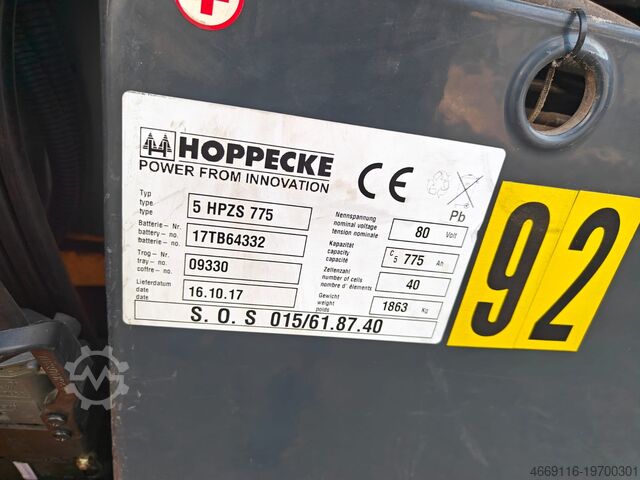 HOPPECKE
POWER FROM INNOVATION
CE
Pb
Typ
type
type
5 HPZS 775
Batterie - Nr.
battery - no.
batterie - no.
17TB64332
Trog - Nr.
tray - no.
coffre - no.
09330
Lieferdatum
date
date
16.10.17
Nennspannung
nominal voltage
tension nominale
80 Volt
Kapazität
capacity
capacité
C5 775 Ah
Zellenzahl
number of cells
nombre d' éléments
40
Gewicht
weight
poids
1863 Kg
S. O. S 015/61.87.40
92
4669116-19700301